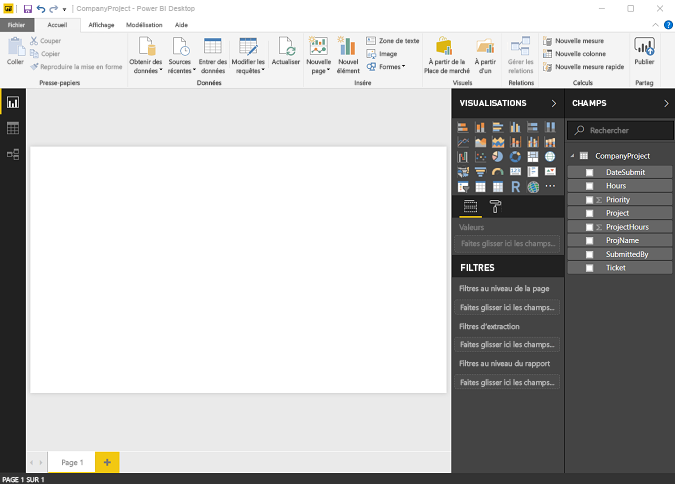 CompanyProject - Power BI Desktop
Fichier Accueil Affichage Modélisation Aide
Coller
Couper
Copier
Reproduire la mise en forme
Presse-papiers
Obtenir des données
Sources récentes
Entrer des données
Modifier les requêtes
Données
Actualiser
Nouvelle page
Nouvel élément
Zone de texte
Image
Formes
Insére
À partir de la Place de marché
À partir d'un
Visuels
Gérer les relations
Relations
Nouvelle mesure
Nouvelle colonne
Nouvelle mesure rapide
Calculs
Publier
Partag
VISUALISATIONS
R
Valeurs
Faites glisser ici les champs...
FILTRES
Filtres au niveau de la page
Faites glisser ici les champs...
Filtres d'extraction
Faites glisser ici les champs...
Filtres au niveau du rapport
Faites glisser ici les champs...
CHAMPS
Rechercher
CompanyProject
DateSubmit
Hours
Σ Priority
Project
Σ ProjectHours
ProjName
SubmittedBy
Ticket
Page 1
PAGE 1 SUR 1